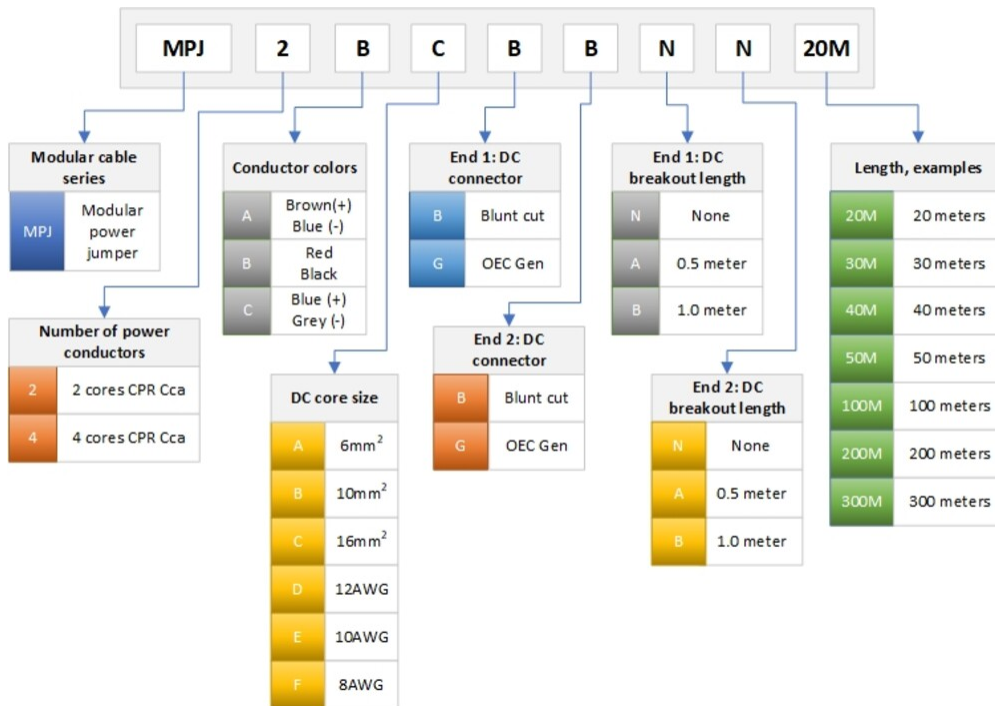 MPJ 2 B C B B N N 20M
Modular cable
series
MPJ
Modular
power
jumper
Number of power
conductors
2 2 cores CPR Cca
4 4 cores CPR Cca
Conductor colors
A
Brown(+)
Blue (-)
B
Red
Black
C
Blue (+)
Grey (-)
DC core size
A 6mm²
B 10mm²
C 16mm²
D 12AWG
E 10AWG
F 8AWG
End 1: DC
connector
B Blunt cut
G OEC Gen
End 2: DC
connector
B Blunt cut
G OEC Gen
End 1: DC
breakout length
N None
A 0.5 meter
B 1.0 meter
End 2: DC
breakout length
N None
A 0.5 meter
B 1.0 meter
Length, examples
20M 20 meters
30M 30 meters
40M 40 meters
50M 50 meters
100M 100 meters
200M 200 meters
300M 300 meters